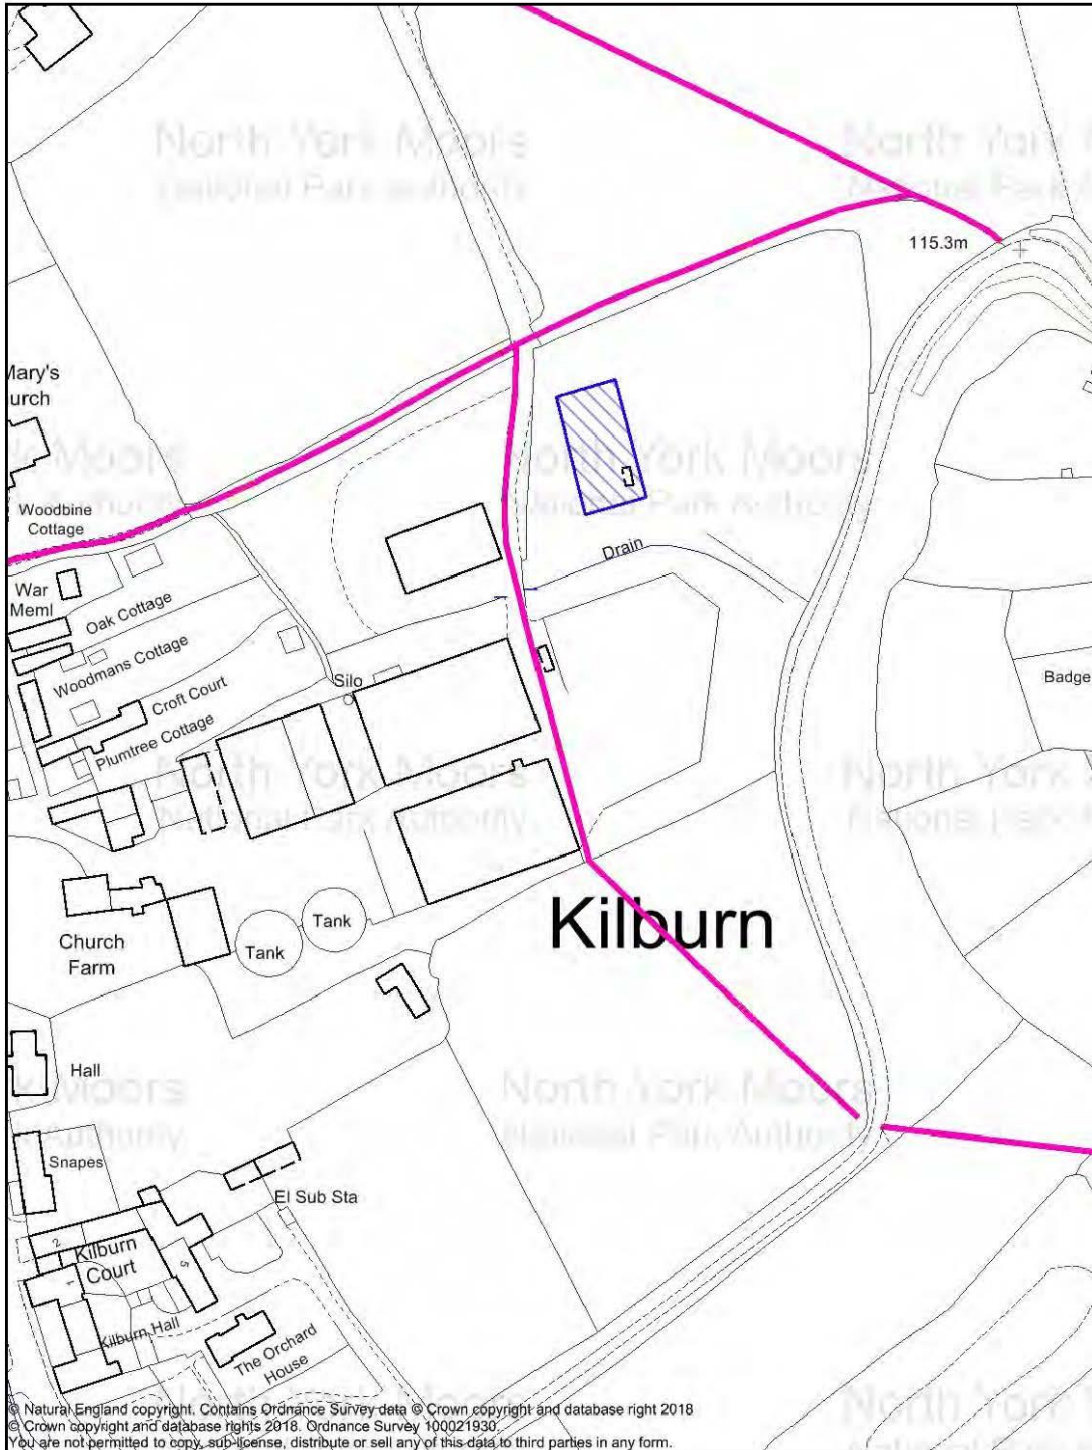 North York Moors
National Park Authority
North York
National Park
115.3m
Mary's
urch
k Moors
Authority
North York Moors
National Park Authority
Woodbine
Cottage
War
Meml
Oak Cottage
Drain
Woodmans Cottage
Silo
Croft Court
Plumtree Cottage
Badge
North York Moors
National Park Authority
North York
National Park
Kilburn
Tank
Tank
Church
Farm
Hall
k Moors
Authority
North York Moors
National Park Authority
Snapes
El Sub Sta
2
Kilburn
Court
1
Kilburn Hall
The Orchard
House
North York Moors
North York
© Natural England copyright. Contains Ordnance Survey data © Crown copyright and database right 2018
© Crown copyright and database rights 2018. Ordnance Survey 100021930
You are not permitted to copy, sub-license, distribute or sell any of this data to third parties in any form.